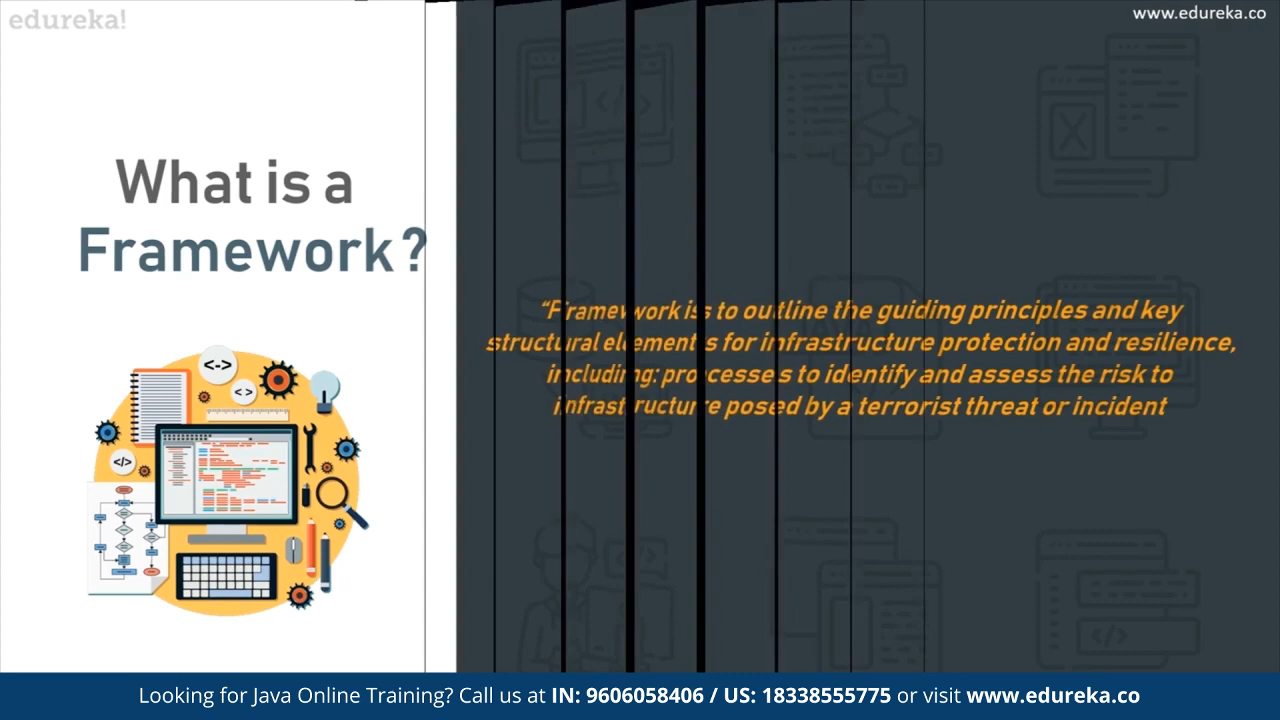 edureka!
www.edureka.co
What is a
Framework?
“Framework is to outline the guiding principles and key
structural elements for infrastructure protection and resilience,
including: processes to identify and assess the risk to
infrastructure posed by a terrorist threat or incident
Looking for Java Online Training? Call us at IN: 9606058406 / US: 18338555775 or visit www.edureka.co